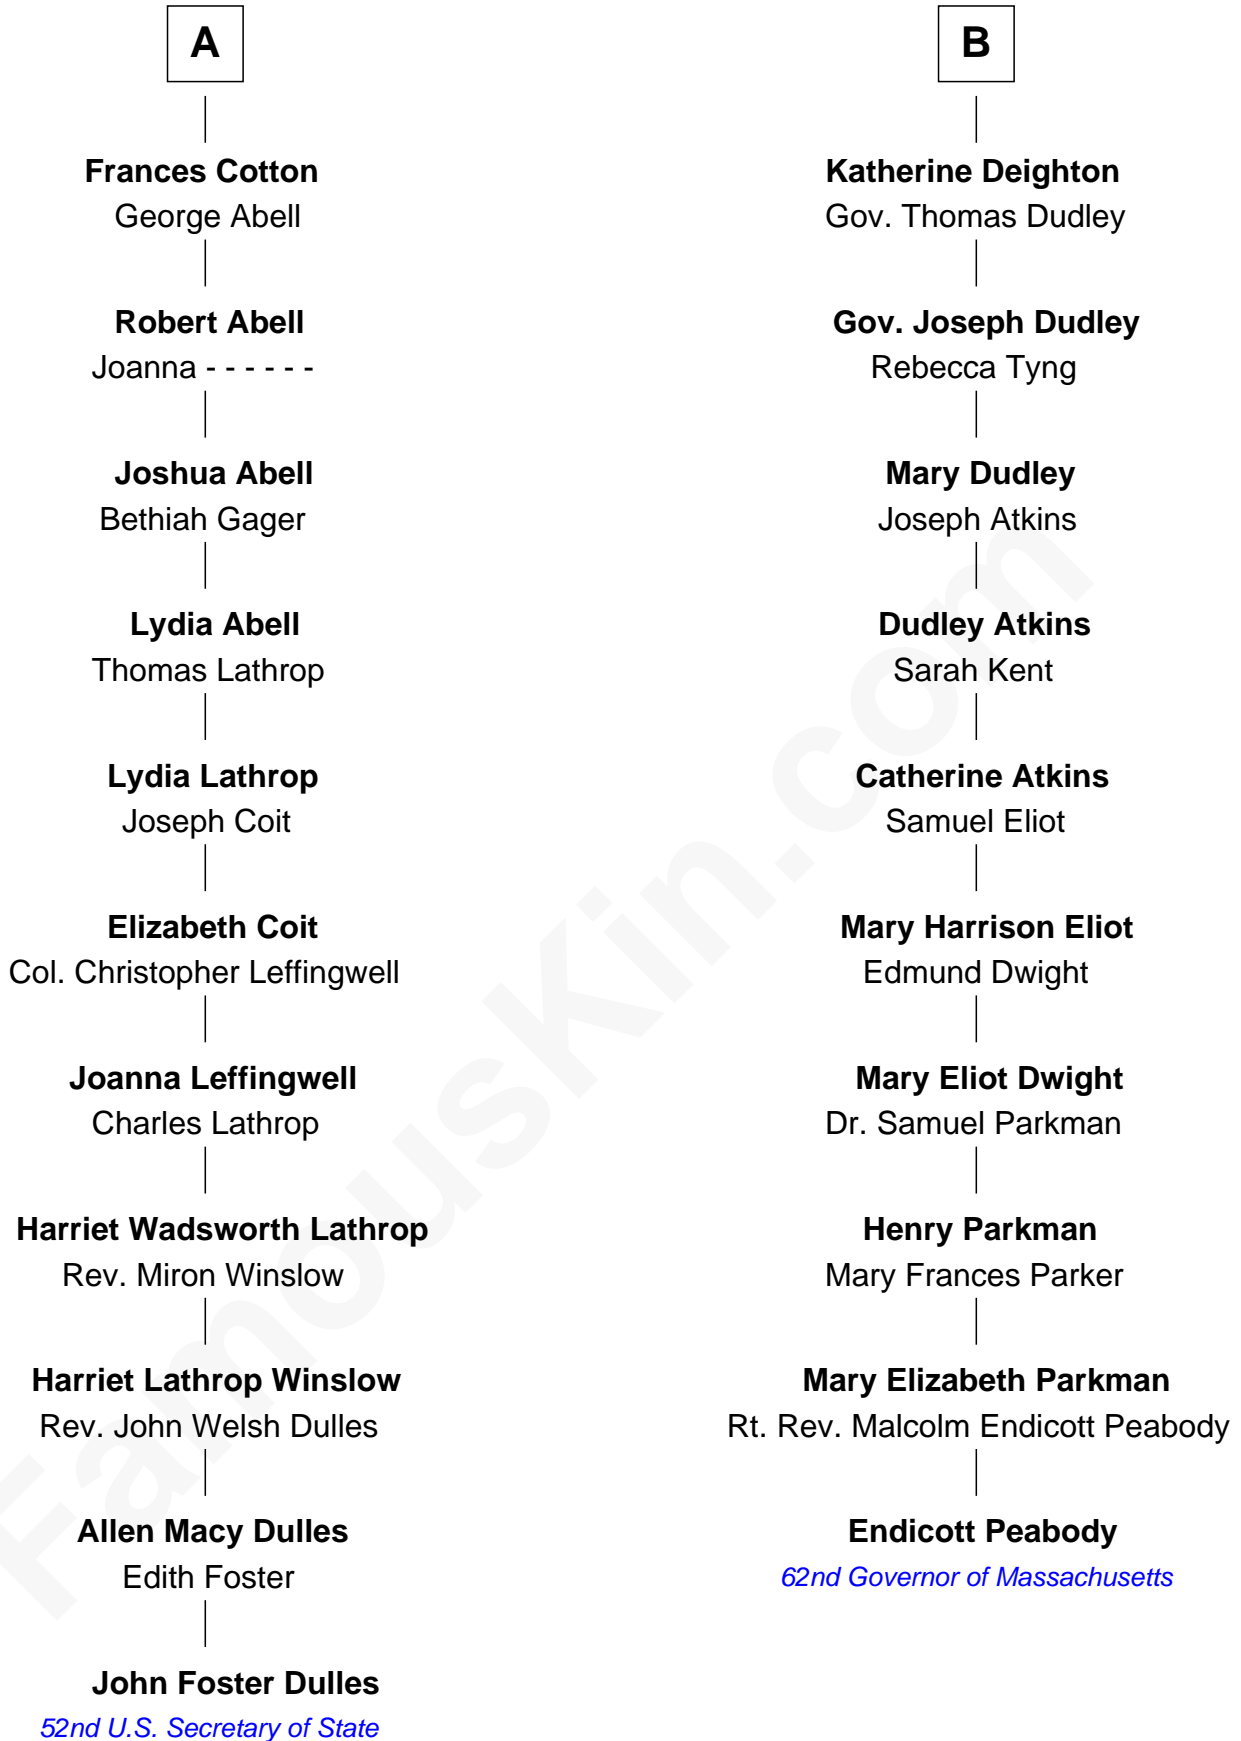 A
Frances Cotton
George Abell
Robert Abell
Joanna - - - - - -
Joshua Abell
Bethiah Gager
Lydia Abell
Thomas Lathrop
Lydia Lathrop
Joseph Coit
Elizabeth Coit
Col. Christopher Leffingwell
Joanna Leffingwell
Charles Lathrop
Harriet Wadsworth Lathrop
Rev. Miron Winslow
Harriet Lathrop Winslow
Rev. John Welsh Dulles
Allen Macy Dulles
Edith Foster
John Foster Dulles
52nd U.S. Secretary of State
B
Katherine Deighton
Gov. Thomas Dudley
Gov. Joseph Dudley
Rebecca Tyng
Mary Dudley
Joseph Atkins
Dudley Atkins
Sarah Kent
Catherine Atkins
Samuel Eliot
Mary Harrison Eliot
Edmund Dwight
Mary Eliot Dwight
Dr. Samuel Parkman
Henry Parkman
Mary Frances Parker
Mary Elizabeth Parkman
Rt. Rev. Malcolm Endicott Peabody
Endicott Peabody
62nd Governor of Massachusetts
FamousKin.com